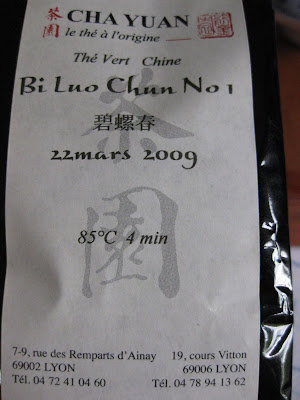 茶園 CHA YUAN
le thé à l'origine
Thé Vert Chine
Bi Luo Chun No 1
碧螺春
22mars 2009
茶園
85°C 4 min
7-9, rue des Remparts d'Ainay 19, cours Vitton
69002 LYON 69006 LYON
Tél. 04 72 41 04 60 Tél. 04 78 94 13 62